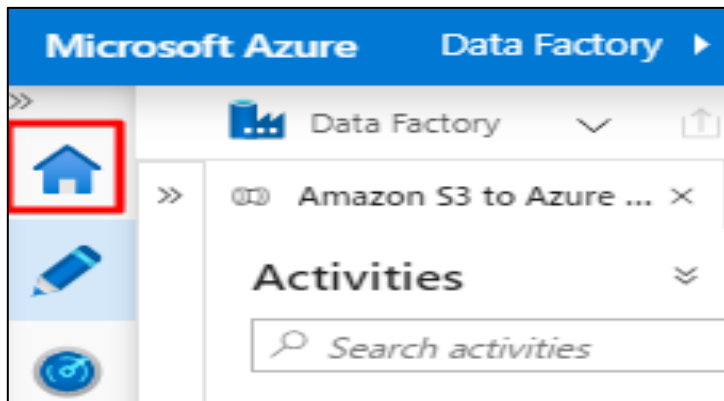 Microsoft Azure Data Factory
Data Factory
Amazon S3 to Azure ...
Activities
Search activities